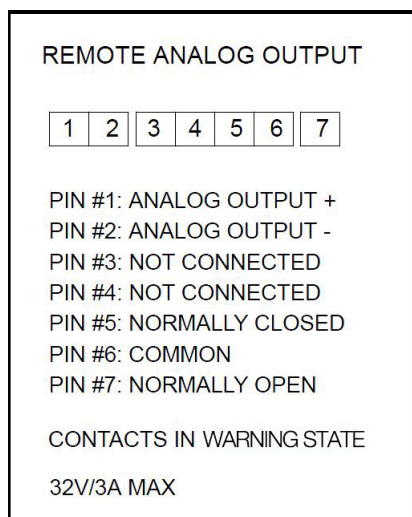 REMOTE ANALOG OUTPUT
1 2 3 4 5 6 7
PIN #1: ANALOG OUTPUT +
PIN #2: ANALOG OUTPUT -
PIN #3: NOT CONNECTED
PIN #4: NOT CONNECTED
PIN #5: NORMALLY CLOSED
PIN #6: COMMON
PIN #7: NORMALLY OPEN
CONTACTS IN WARNING STATE
32V/3A MAX